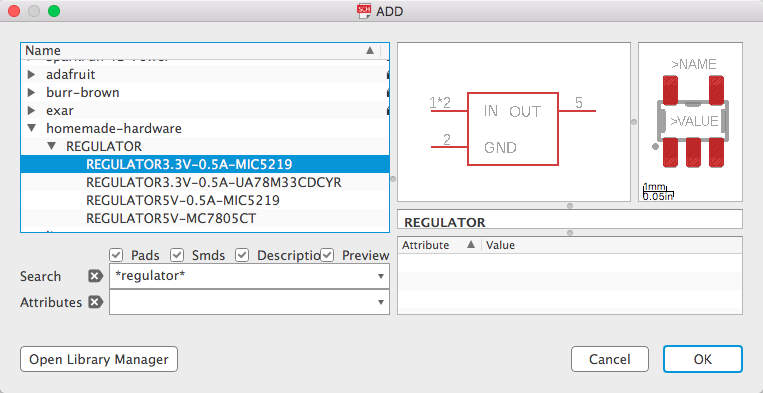 SCH ADD
Name
adafruit
burr-brown
exar
homemade-hardware
REGULATOR
REGULATOR3.3V-0.5A-MIC5219
REGULATOR3.3V-0.5A-UA78M33CDCYR
REGULATOR5V-0.5A-MIC5219
REGULATOR5V-MC7805CT
1*2 IN OUT 5
2 GND
>NAME
>VALUE
1mm
0.05in
REGULATOR
Attribute Value
Pads Smds Descriptio Preview
Search *regulator*
Attributes
Open Library Manager Cancel OK